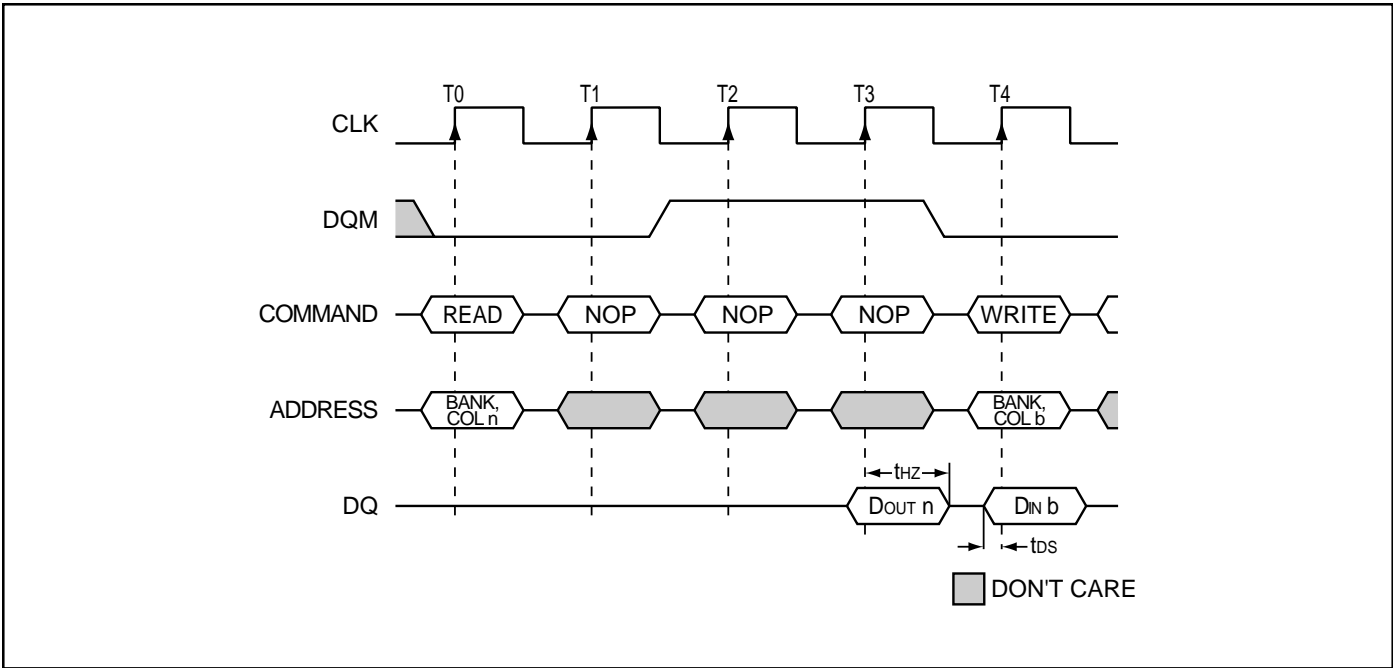 T0 T1 T2 T3 T4
CLK
DQM
COMMAND READ NOP NOP NOP WRITE
ADDRESS BANK, COL n BANK, COL b
tHZ
DQ DOUT n DIN b
tDS
DON'T CARE